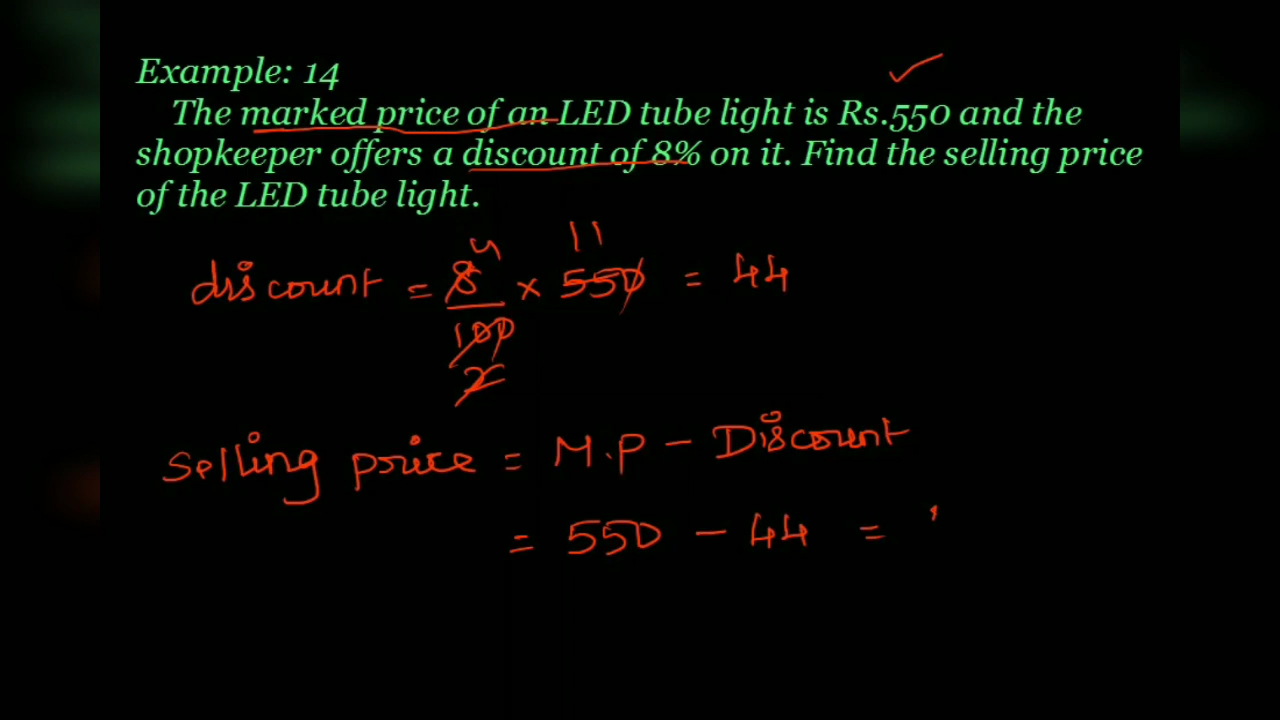 Example: 14
The marked price of an LED tube light is Rs.550 and the
shopkeeper offers a discount of 8% on it. Find the selling price
of the LED tube light.
4 11
discount = 8 × 550 = 44
100
2
Selling price = M.P - Discount
= 550 - 44 =